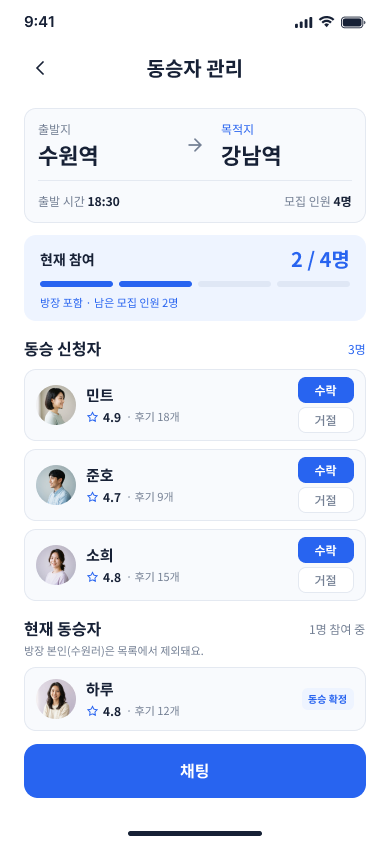 9:41
동승자 관리
출발지
수원역
목적지
강남역
출발 시간 18:30
모집 인원 4명
현재 참여
2 / 4명
방장 포함 · 남은 모집 인원 2명
동승 신청자
3명
민트
4.9 · 후기 18개
수락
거절
준호
4.7 · 후기 9개
수락
거절
소희
4.8 · 후기 15개
수락
거절
현재 동승자
1명 참여 중
방장 본인(수원러)은 목록에서 제외돼요.
하루
4.8 · 후기 12개
동승 확정
채팅